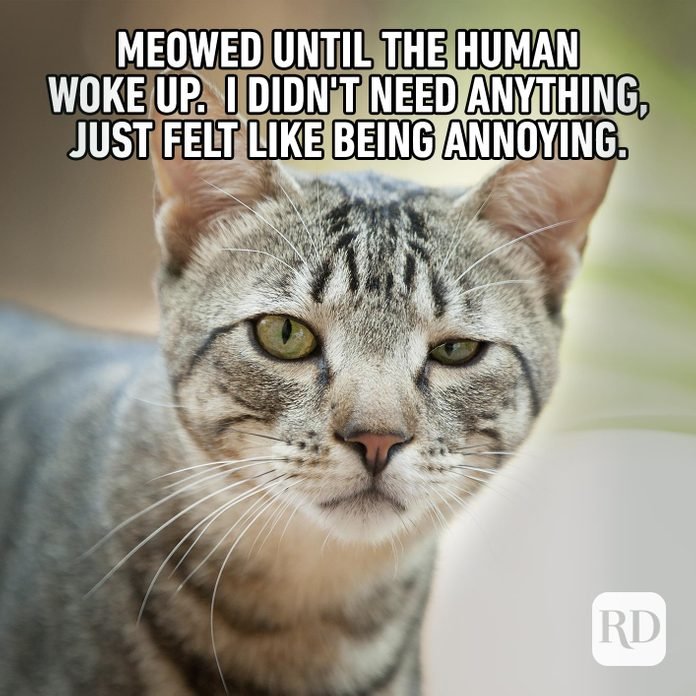 MEOWED UNTIL THE HUMAN
WOKE UP. I DIDN'T NEED ANYTHING,
JUST FELT LIKE BEING ANNOYING.
RD